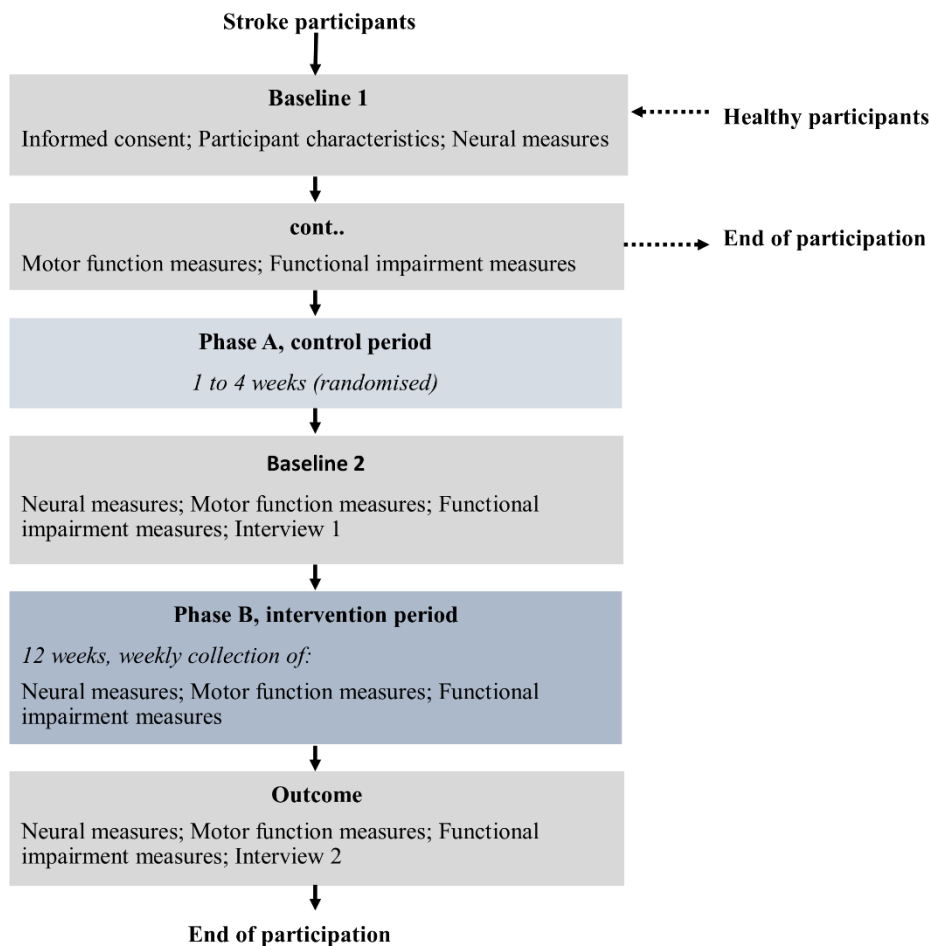 Stroke participants
Baseline 1
Informed consent; Participant characteristics; Neural measures
Healthy participants
cont..
Motor function measures; Functional impairment measures
End of participation
Phase A, control period
1 to 4 weeks (randomised)
Baseline 2
Neural measures; Motor function measures; Functional
impairment measures; Interview 1
Phase B, intervention period
12 weeks, weekly collection of:
Neural measures; Motor function measures; Functional
impairment measures
Outcome
Neural measures; Motor function measures; Functional
impairment measures; Interview 2
End of participation